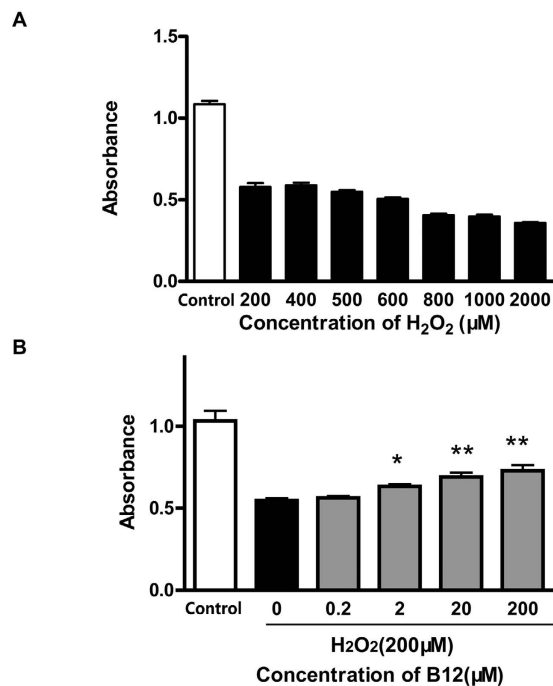 A
1.5
1.0
0.5
0.0
Absorbance
Control 200 400 500 600 800 1000 2000
Concentration of H₂O₂ (µM)
B
1.0
0.5
0.0
Absorbance
* ** **
Control 0 0.2 2 20 200
H₂O₂(200µM)
Concentration of B12(µM)